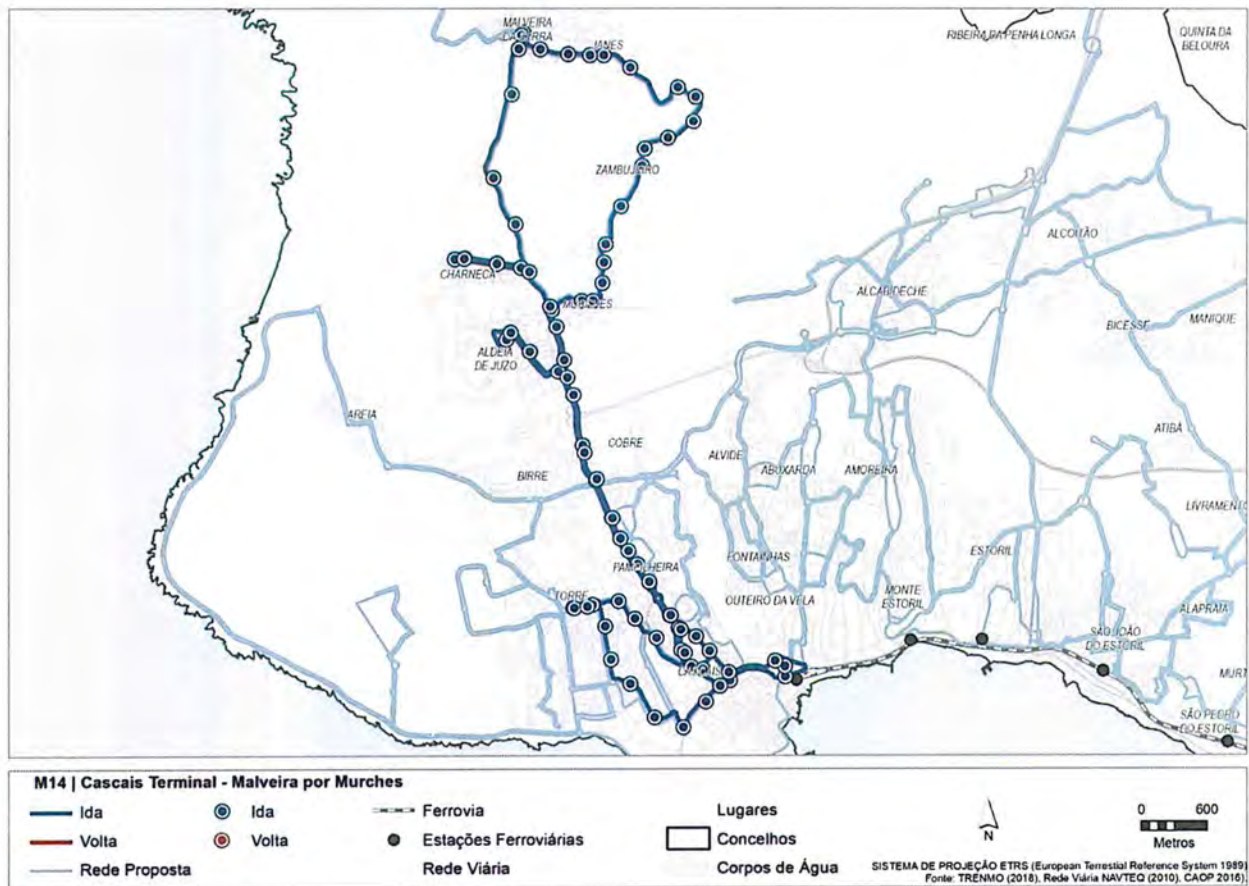 MALVEIRA
DA SERRA
JANES
RIBEIRA DA PENHA LONGA
QUINTA DA
BELOURA
ZAMBUJEIRO
ALCOITÃO
CHARNECA
ALCABIDECHE
MURCHES
BICESSE
MANIQUE
ALDEIA
DE JUZO
AREIA
COBRE
ATIBÁ
BIRRE
ALVIDE
ABUXARDA
AMOREIRA
LIVRAMENTO
FONTAINHAS
ESTORIL
PAMPILHEIRA
TORRE
OUTEIRO DA VELA
MONTE
ESTORIL
ALAPRAIA
SÃO JOÃO
DO ESTORIL
CASCAIS
MURT
SÃO PEDRO
DO ESTORIL
M14 | Cascais Terminal - Malveira por Murches
Ida
Ida
Ferrovia
Lugares
Volta
Volta
Estações Ferroviárias
Concelhos
Rede Proposta
Rede Viária
Corpos de Água
N
0 600
Metros
SISTEMA DE PROJEÇÃO ETRS (European Terrestial Reference System 1989)
Fonte: TRENMO (2018), Rede Viária NAVTEQ (2010), CAOP 2016)